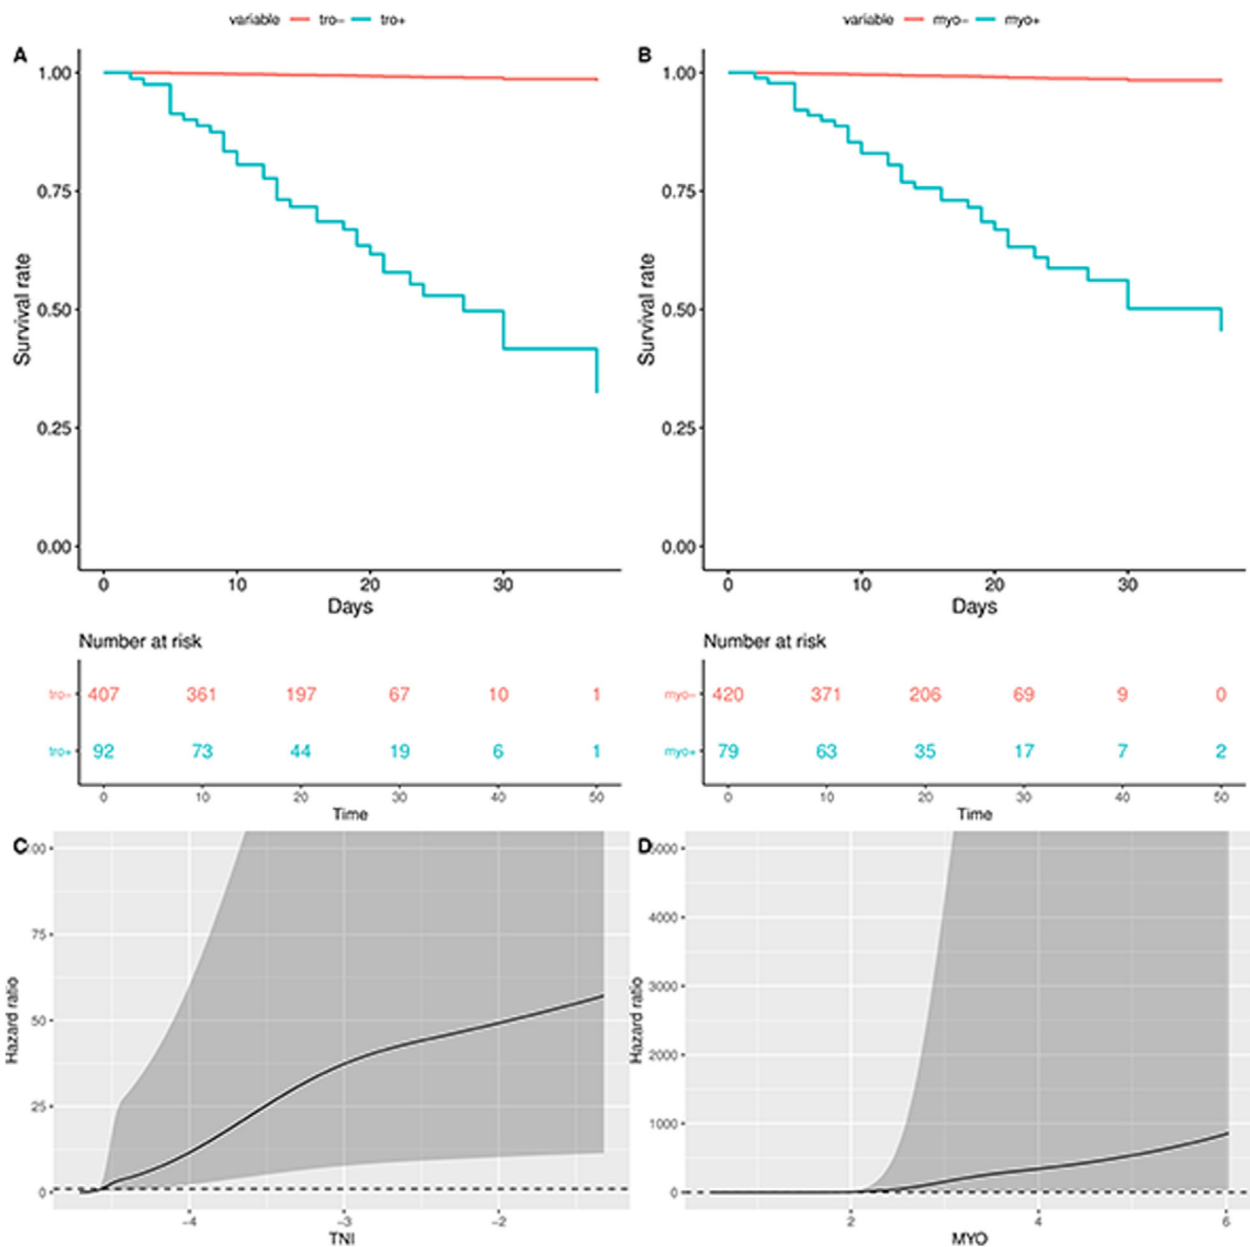 variable tro− tro+
A
1.00
0.75
0.50
0.25
0.00
Survival rate
0 10 20 30
Days
Number at risk
tro− 407 361 197 67 10 1
tro+ 92 73 44 19 6 1
0 10 20 30 40 50
Time
variable myo− myo+
B
1.00
0.75
0.50
0.25
0.00
Survival rate
0 10 20 30
Days
Number at risk
myo− 420 371 206 69 9 0
myo+ 79 63 35 17 7 2
0 10 20 30 40 50
Time
C
00
75
50
25
0
Hazard ratio
−4 −3 −2
TNI
D
5000
4000
3000
2000
1000
0
Hazard ratio
2 4 6
MYO